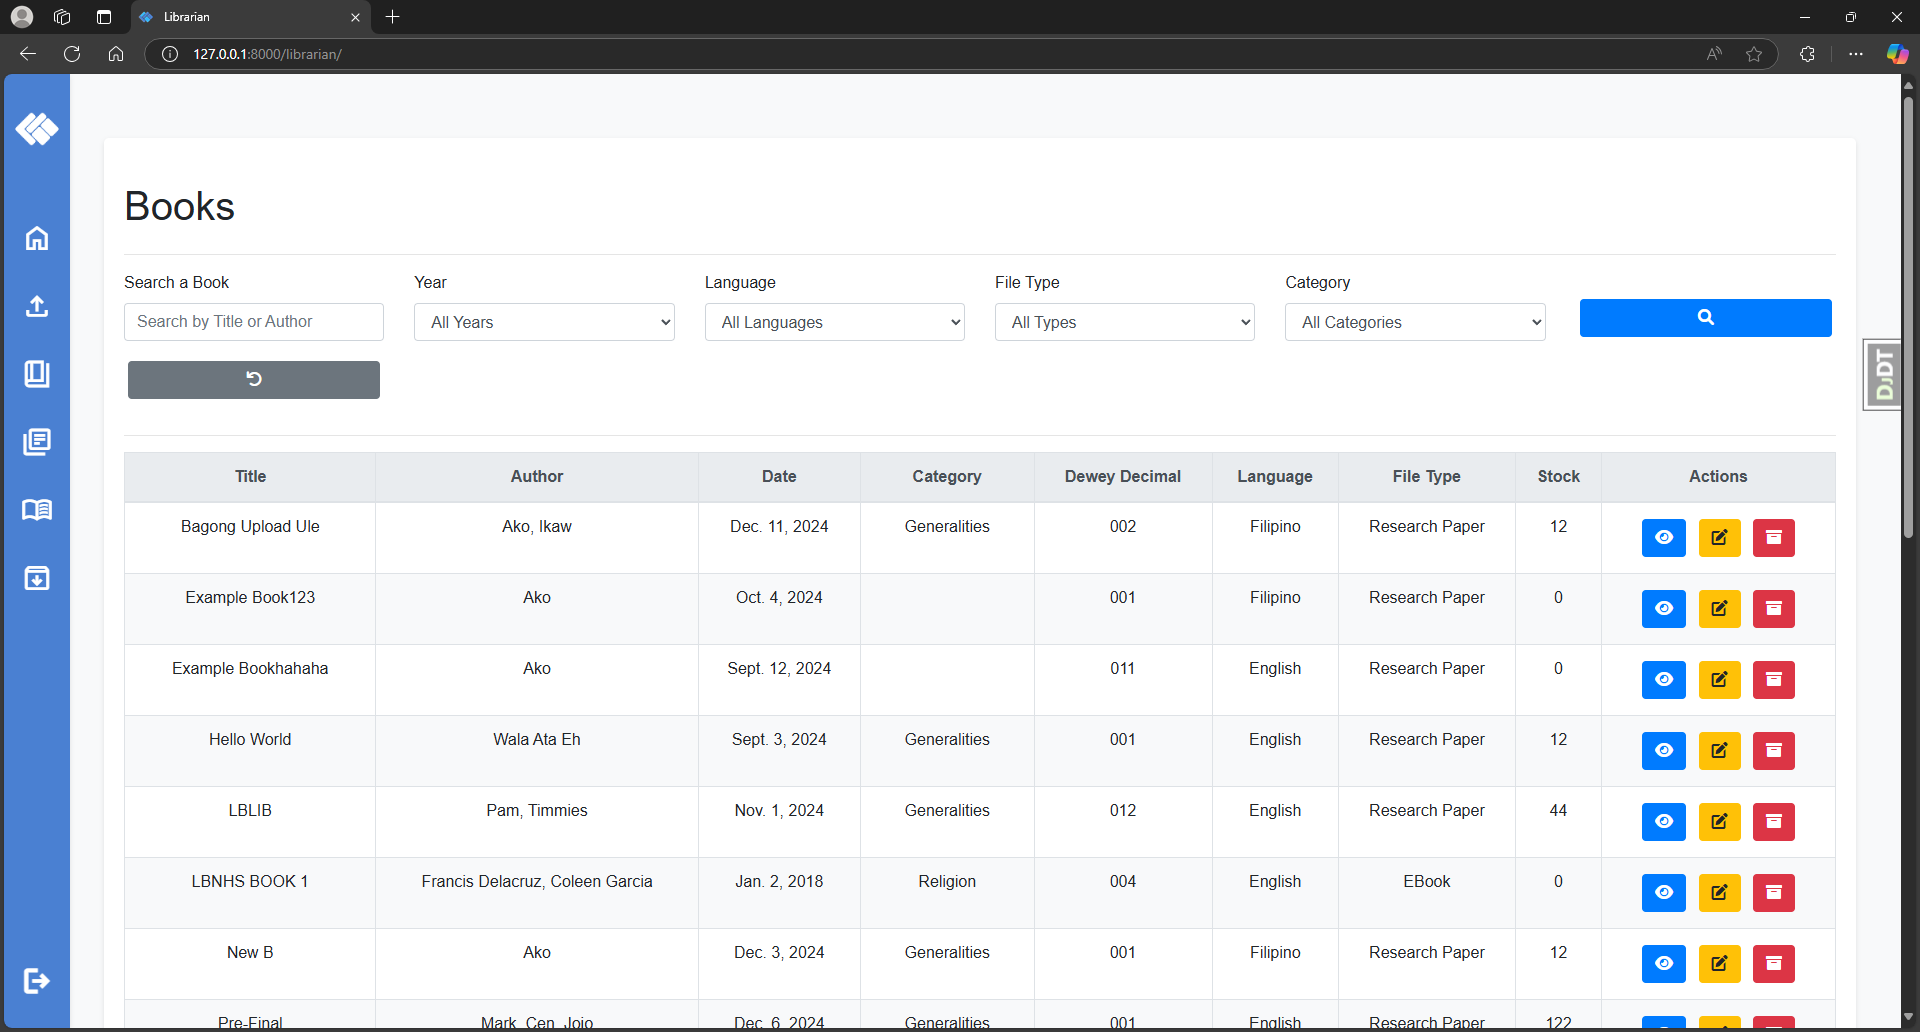 Librarian
127.0.0.1:8000/librarian/
Books
Search a Book Year Language File Type Category
Search by Title or Author All Years All Languages All Types All Categories
DJDT
Title Author Date Category Dewey Decimal Language File Type Stock Actions
Bagong Upload Ule Ako, Ikaw Dec. 11, 2024 Generalities 002 Filipino Research Paper 12
Example Book123 Ako Oct. 4, 2024 001 Filipino Research Paper 0
Example Bookhahaha Ako Sept. 12, 2024 011 English Research Paper 0
Hello World Wala Ata Eh Sept. 3, 2024 Generalities 001 English Research Paper 12
LBLIB Pam, Timmies Nov. 1, 2024 Generalities 012 English Research Paper 44
LBNHS BOOK 1 Francis Delacruz, Coleen Garcia Jan. 2, 2018 Religion 004 English EBook 0
New B Ako Dec. 3, 2024 Generalities 001 Filipino Research Paper 12
Pre-Final Mark, Cen, Jojo Dec. 6, 2024 Generalities 001 English Research Paper 122